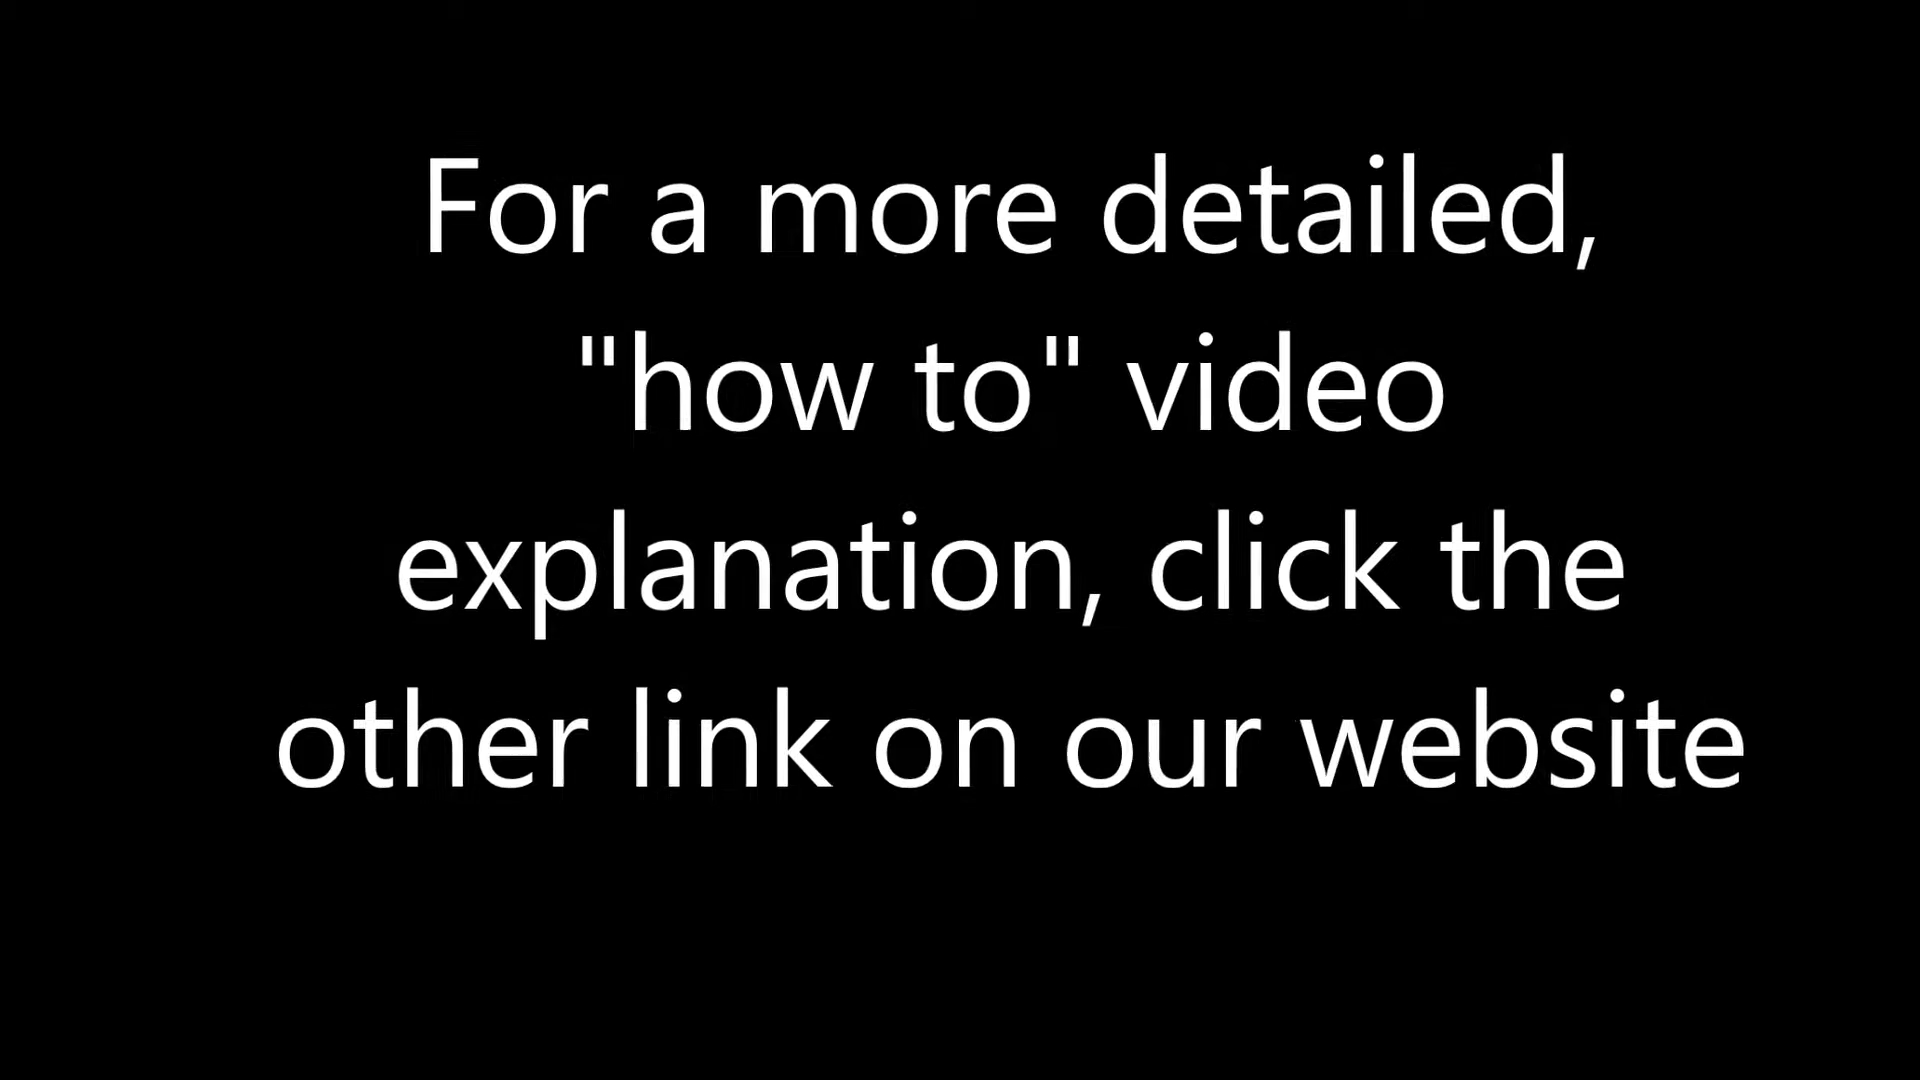 For a more detailed,
"how to" video
explanation, click the
other link on our website